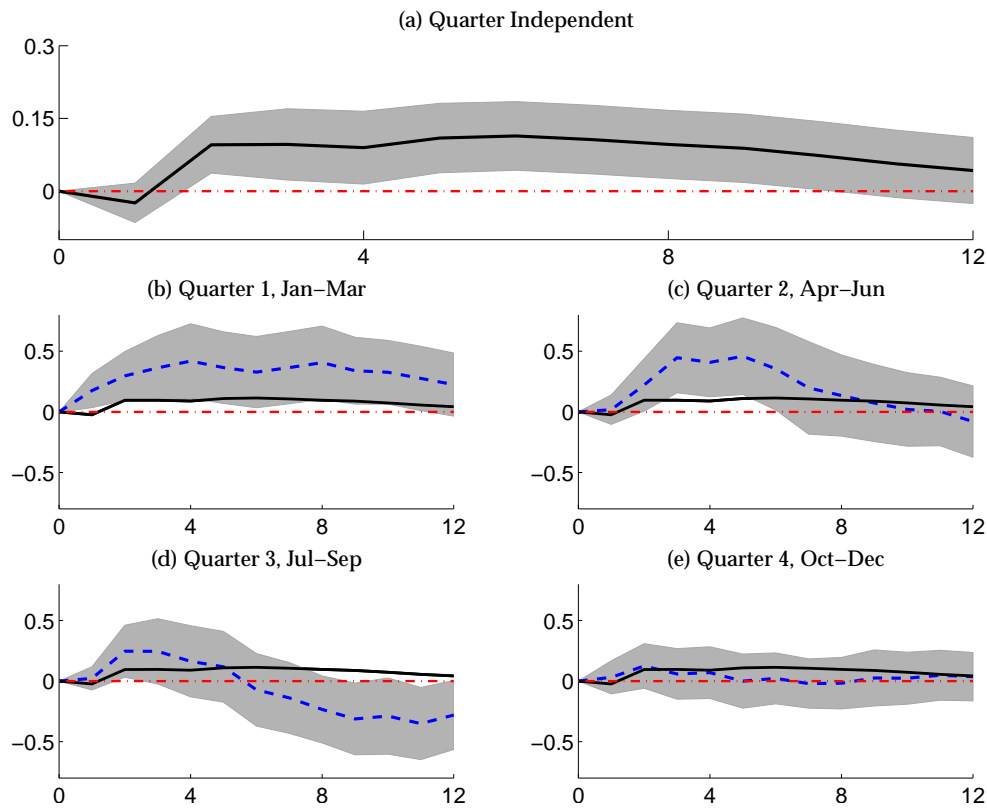 (a) Quarter Independent
0.3
0.15
0
0 4 8 12
(b) Quarter 1, Jan−Mar
0.5
0
−0.5
0 4 8 12
(c) Quarter 2, Apr−Jun
0.5
0
−0.5
0 4 8 12
(d) Quarter 3, Jul−Sep
0.5
0
−0.5
0 4 8 12
(e) Quarter 4, Oct−Dec
0.5
0
−0.5
0 4 8 12